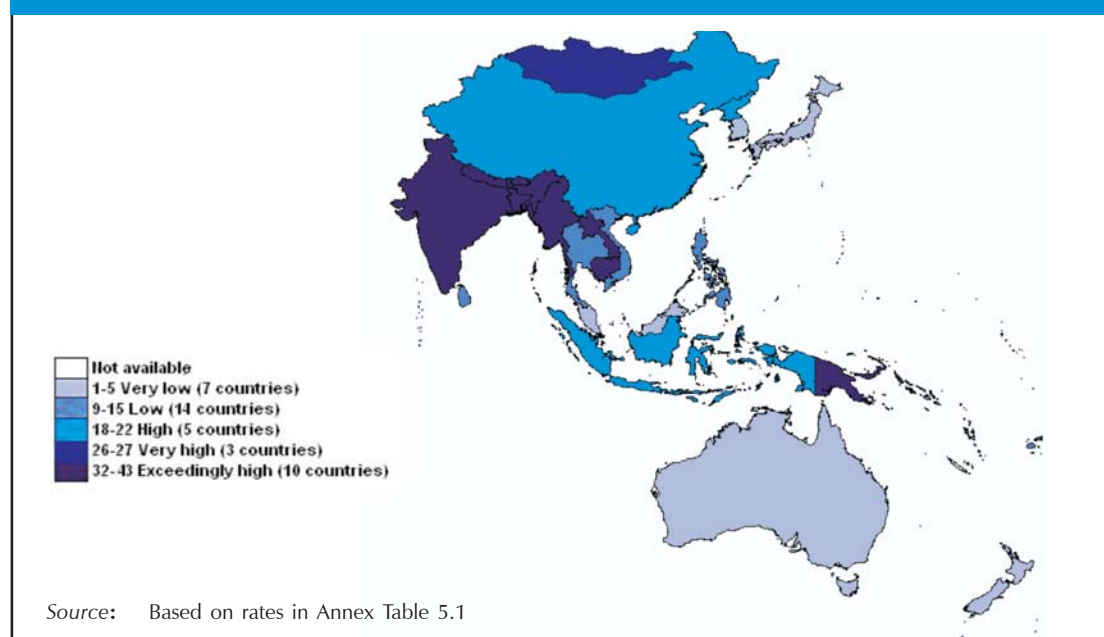 Not available
1-5 Very low (7 countries)
9-15 Low (14 countries)
18-22 High (5 countries)
26-27 Very high (3 countries)
32-43 Exceedingly high (10 countries)
Source: Based on rates in Annex Table 5.1